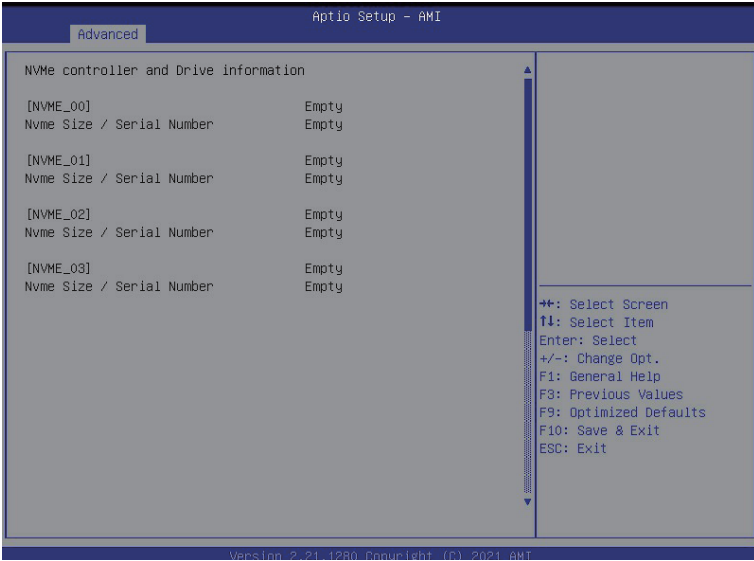 Aptio Setup – AMI
Advanced
NVMe controller and Drive information
[NVME_00] Empty
Nvme Size / Serial Number Empty
[NVME_01] Empty
Nvme Size / Serial Number Empty
[NVME_02] Empty
Nvme Size / Serial Number Empty
[NVME_03] Empty
Nvme Size / Serial Number Empty
→←: Select Screen
↑↓: Select Item
Enter: Select
+/-: Change Opt.
F1: General Help
F3: Previous Values
F9: Optimized Defaults
F10: Save & Exit
ESC: Exit
Version 2.21.1280 Copyright (C) 2021 AMI